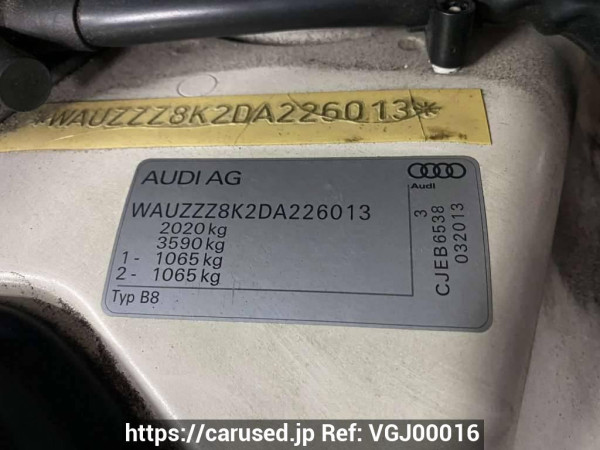 *WAUZZZ8K2DA226013*
AUDI AG
Audi
WAUZZZ8K2DA226013
2020 kg
3590 kg
1 - 1065 kg
2 - 1065 kg
Typ B8
3
CJEB6538
032013
https://carused.jp Ref: VGJ00016